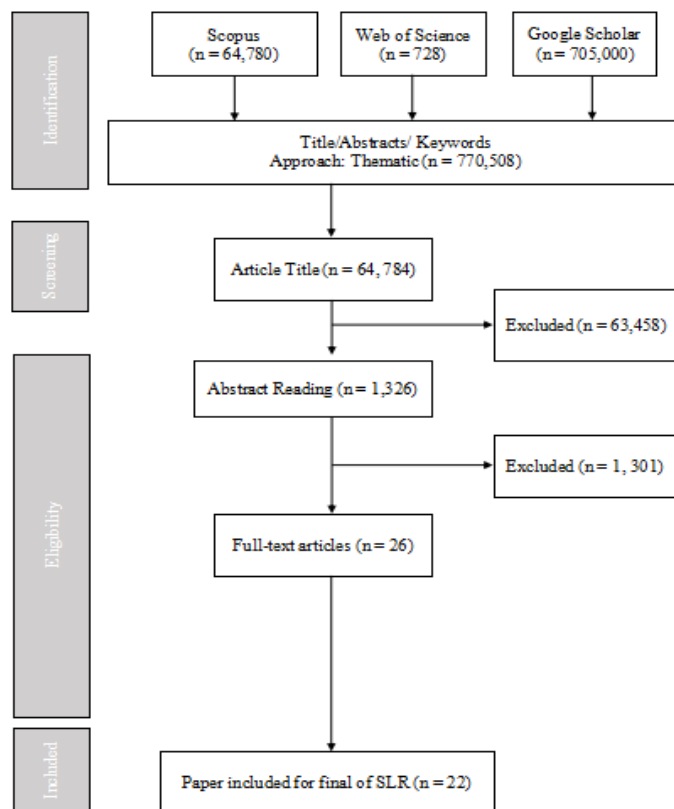 Identification
Scopus
(n = 64,780)
Web of Science
(n = 728)
Google Scholar
(n = 705,000)
Title/Abstracts/ Keywords
Approach: Thematic (n = 770,508)
Screening
Article Title (n = 64, 784)
Excluded (n = 63,458)
Eligibility
Abstract Reading (n = 1,326)
Excluded (n = 1, 301)
Full-text articles (n = 26)
Included
Paper included for final of SLR (n = 22)